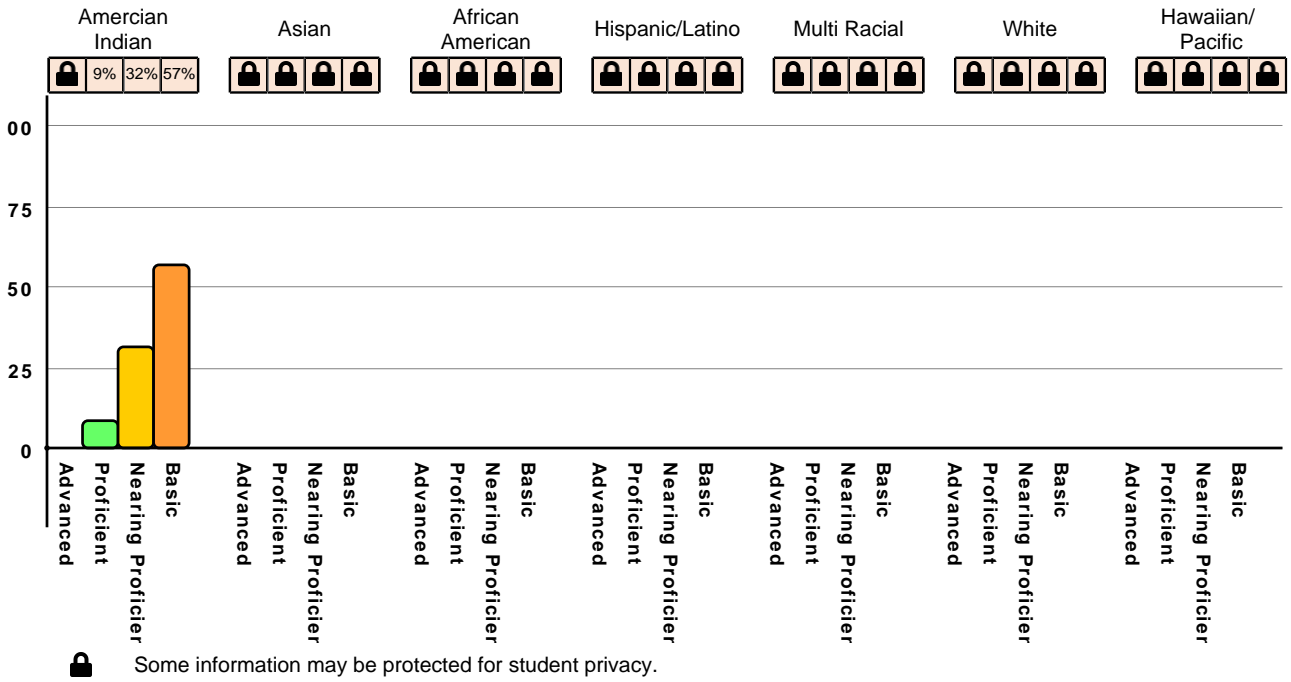 Amercian
Indian
Asian
African
American
Hispanic/Latino
Multi Racial
White
Hawaiian/
Pacific
9% 32% 57%
00
75
50
25
0
Advanced
Proficient
Nearing Proficier
Basic
Advanced
Proficient
Nearing Proficier
Basic
Advanced
Proficient
Nearing Proficier
Basic
Advanced
Proficient
Nearing Proficier
Basic
Advanced
Proficient
Nearing Proficier
Basic
Advanced
Proficient
Nearing Proficier
Basic
Advanced
Proficient
Nearing Proficier
Basic
Some information may be protected for student privacy.